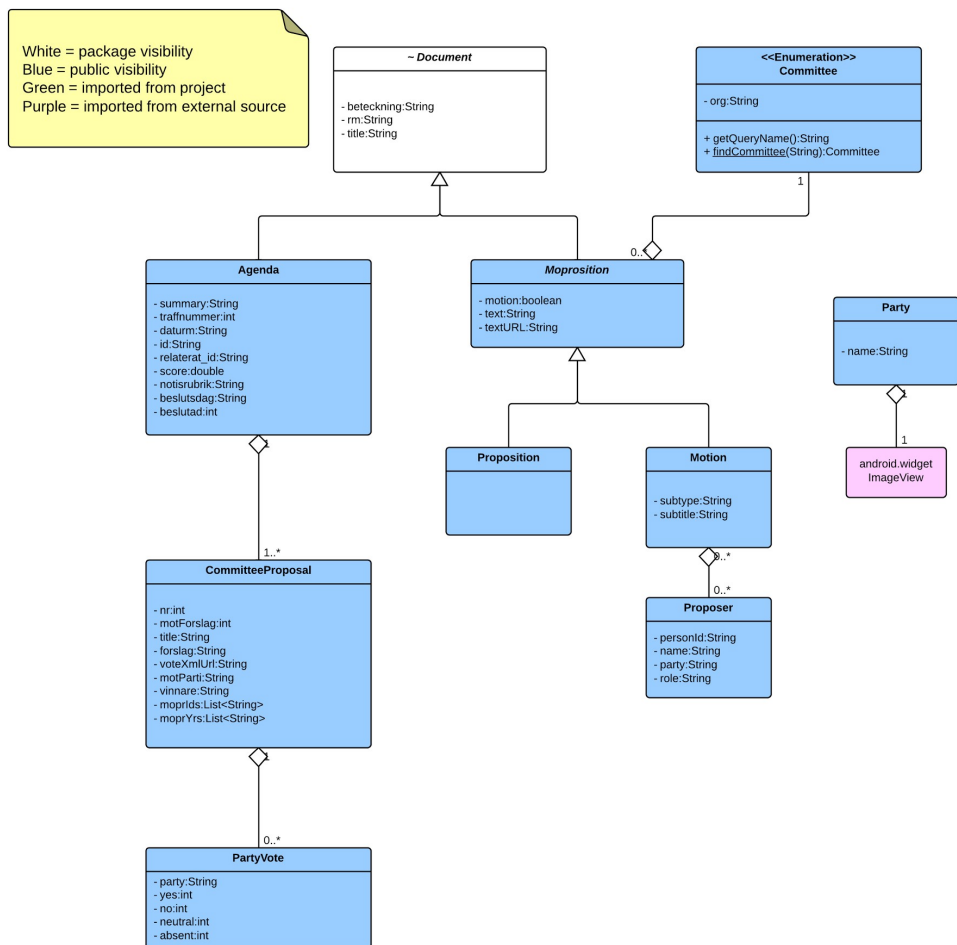 White = package visibility
Blue = public visibility
Green = imported from project
Purple = imported from external source
~ Document
- beteckning:String
- rm:String
- title:String
<<Enumeration>>
Committee
- org:String
+ getQueryName():String
+ findCommittee(String):Committee
1
0..*
Agenda
- summary:String
- traffnummer:int
- daturm:String
- id:String
- relaterat_id:String
- score:double
- notisrubrik:String
- beslutsdag:String
- beslutad:int
Moprosition
- motion:boolean
- text:String
- textURL:String
Party
- name:String
1
1
android.widget
ImageView
Proposition
Motion
- subtype:String
- subtitle:String
0..*
0..*
Proposer
- personId:String
- name:String
- party:String
- role:String
1
1..*
CommitteeProposal
- nr:int
- motForslag:int
- title:String
- forslag:String
- voteXmlUrl:String
- motParti:String
- vinnare:String
- moprIds:List<String>
- moprYrs:List<String>
1
0..*
PartyVote
- party:String
- yes:int
- no:int
- neutral:int
- absent:int